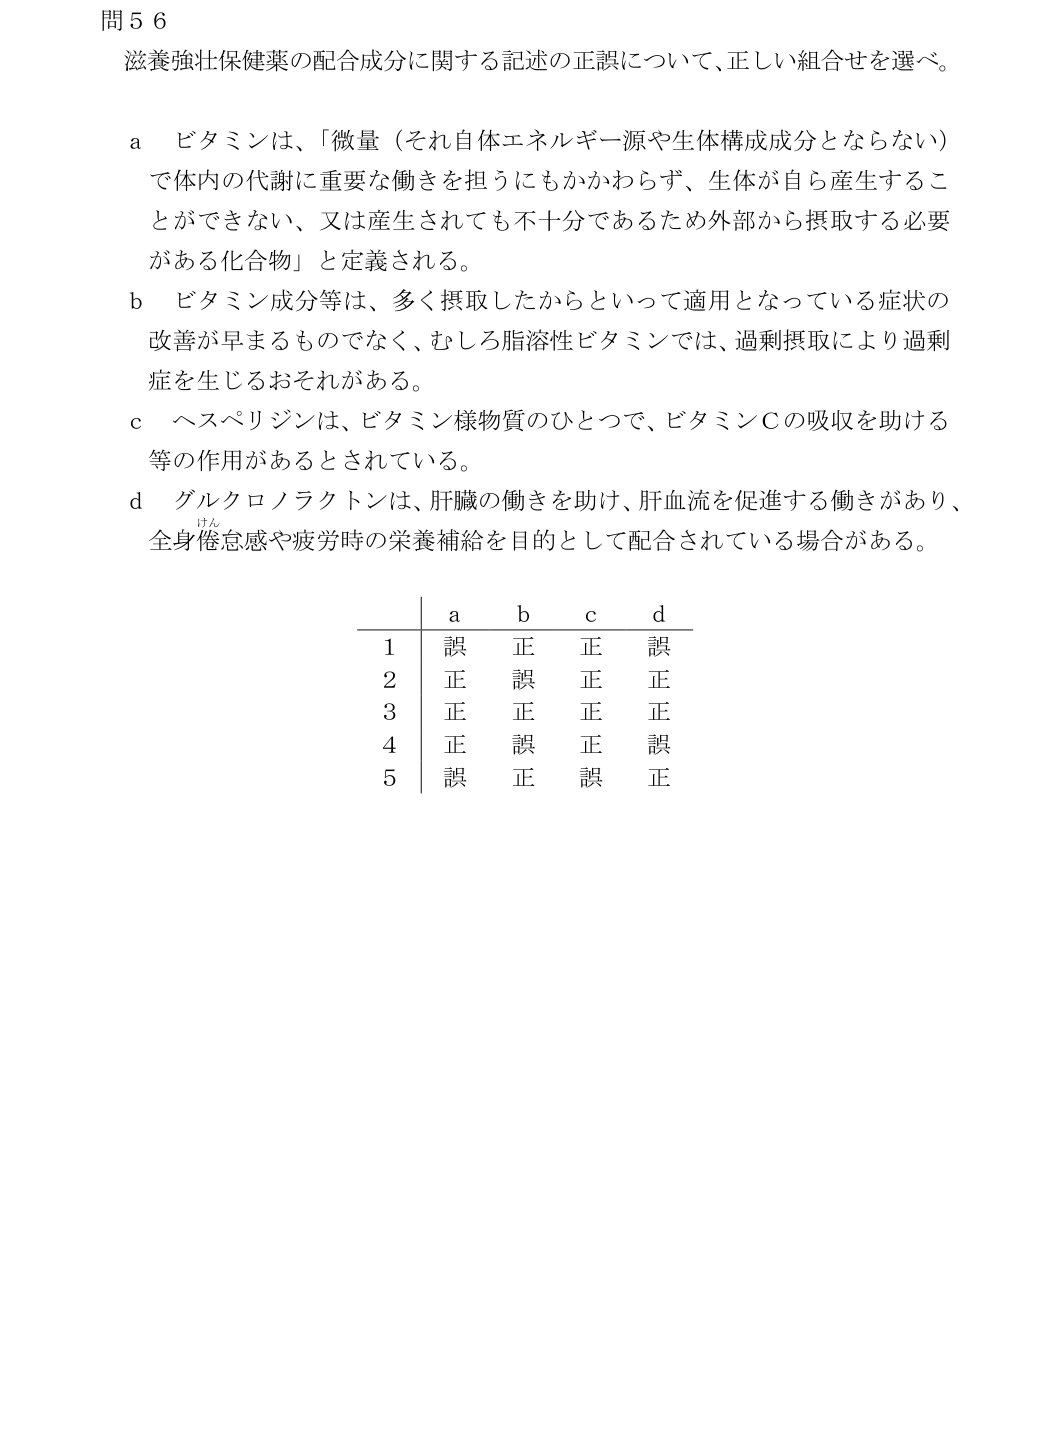 問５６
滋養強壮保健薬の配合成分に関する記述の正誤について、正しい組合せを選べ。
ａ　ビタミンは、「微量（それ自体エネルギー源や生体構成成分とならない）
で体内の代謝に重要な働きを担うにもかかわらず、生体が自ら産生するこ
とができない、又は産生されても不十分であるため外部から摂取する必要
がある化合物」と定義される。
ｂ　ビタミン成分等は、多く摂取したからといって適用となっている症状の
改善が早まるものでなく、むしろ脂溶性ビタミンでは、過剰摂取により過剰
症を生じるおそれがある。
ｃ　ヘスペリジンは、ビタミン様物質のひとつで、ビタミンＣの吸収を助ける
等の作用があるとされている。
ｄ　グルクロノラクトンは、肝臓の働きを助け、肝血流を促進する働きがあり、
けん
全身倦怠感や疲労時の栄養補給を目的として配合されている場合がある。
ａ　ｂ　ｃ　ｄ
１　誤　正　正　誤
２　正　誤　正　正
３　正　正　正　正
４　正　誤　正　誤
５　誤　正　誤　正